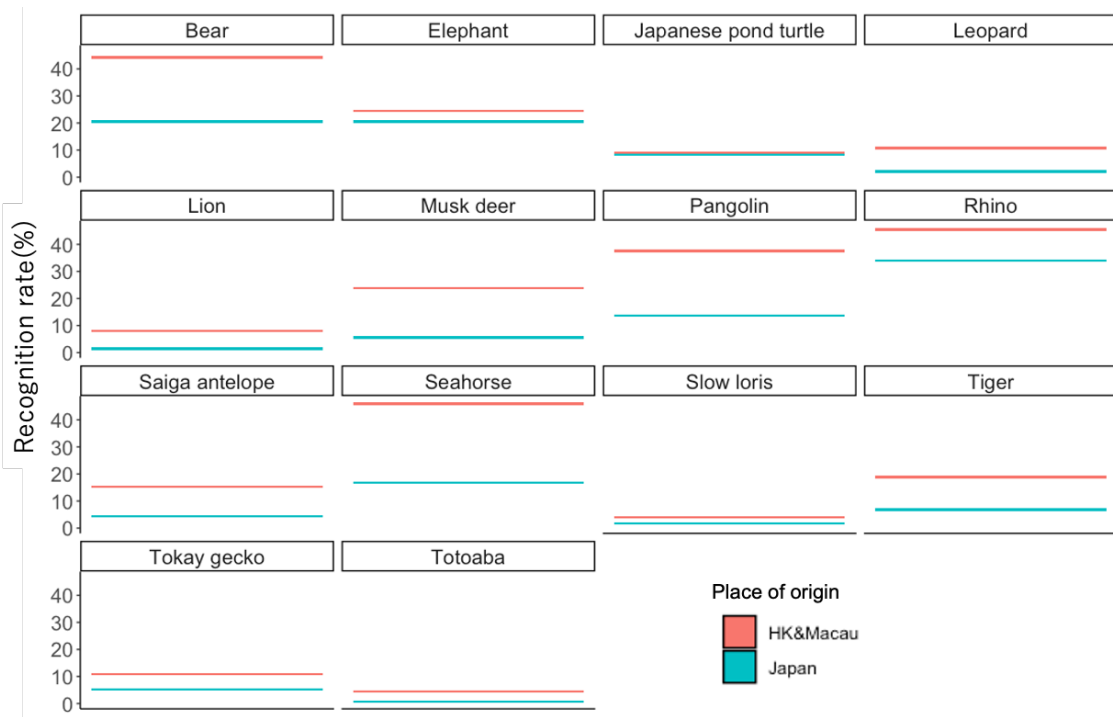 Recognition rate(%)
Bear Elephant Japanese pond turtle Leopard
40
30
20
10
0
Lion Musk deer Pangolin Rhino
40
30
20
10
0
Saiga antelope Seahorse Slow loris Tiger
40
30
20
10
0
Tokay gecko Totoaba
40
30
20
10
0
Place of origin
HK&Macau
Japan